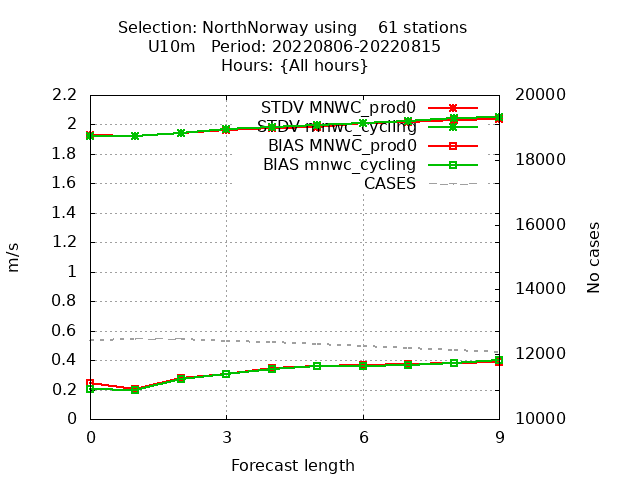 Selection: NorthNorway using 61 stations
U10m Period: 20220806-20220815
Hours: {All hours}
STDV MNWC_prod0
STDV mnwc_cycling
BIAS MNWC_prod0
BIAS mnwc_cycling
CASES
m/s
2.2
2
1.8
1.6
1.4
1.2
1
0.8
0.6
0.4
0.2
0
No cases
20000
18000
16000
14000
12000
10000
0 3 6 9
Forecast length